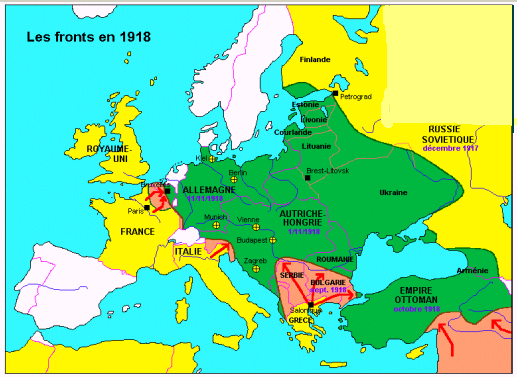 Les fronts en 1918
Finlande
Petrograd
Estonie
Livonie
Courlande
Lituanie
RUSSIE
SOVIETIQUE
décembre 1917
ROYAUME-
UNI
Kiel
Berlin
Brest-Litovsk
Bruxelles
ALLEMAGNE
11/11/1918
Ukraine
Paris
Munich
Vienne
AUTRICHE-
HONGRIE
1/11/1918
FRANCE
Budapest
ITALIE
Zagreb
ROUMANIE
SERBIE
BULGARIE
sept. 1918
Arménie
EMPIRE
OTTOMAN
octobre 1918
Salonique
GRECE